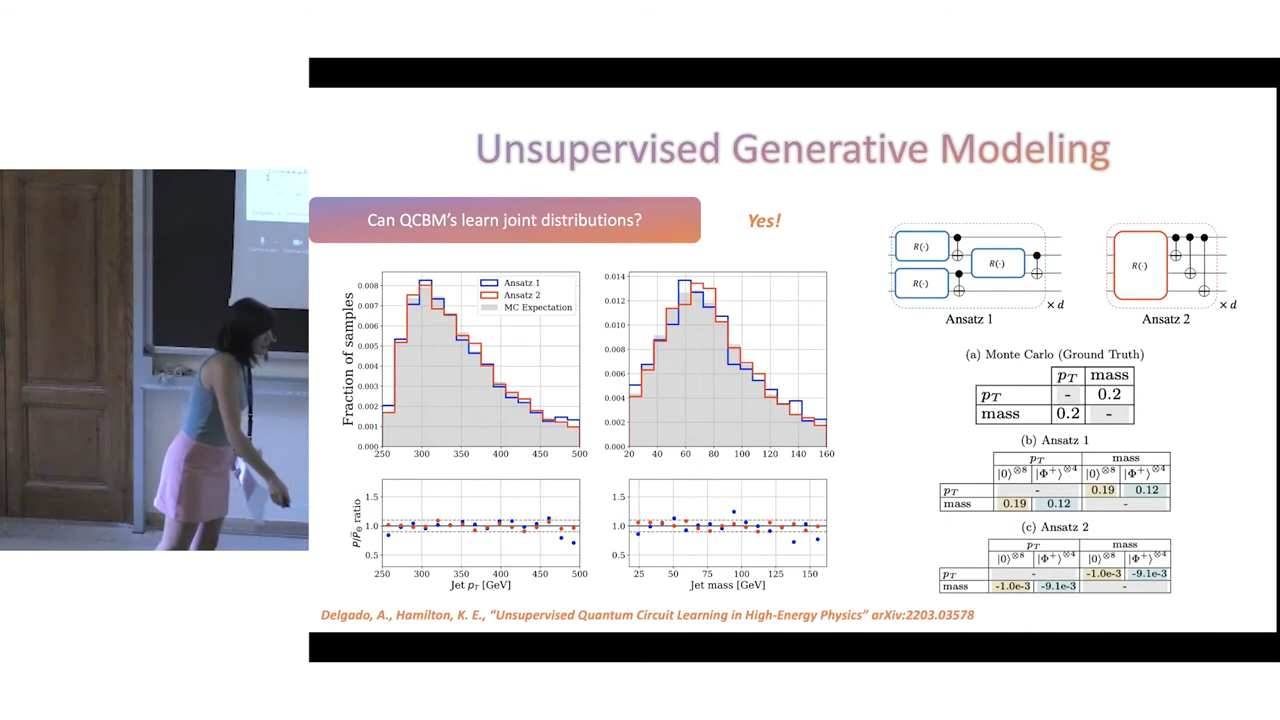 Unsupervised Generative Modeling
Can QCBM's learn joint distributions?
Yes!
Fraction of samples
0.008
0.007
0.006
0.005
0.004
0.003
0.002
0.001
0.000
Ansatz 1
Ansatz 2
MC Expectation
250 300 350 400 450 500
0.014
0.012
0.010
0.008
0.006
0.004
0.002
0.000
20 40 60 80 100 120 140 160
1.5
1.0
0.5
250 300 350 400 450 500
Jet pT [GeV]
1.5
1.0
0.5
25 50 75 100 125 150
Jet mass [GeV]
R(·)
R(·)
R(·)
× d
Ansatz 1
R(·)
× d
Ansatz 2
(a) Monte Carlo (Ground Truth)
pT mass
pT - 0.2
mass 0.2 -
(b) Ansatz 1
pT mass
|0⟩⊗8 |Φ+⟩⊗4 |0⟩⊗8 |Φ+⟩⊗4
pT - 0.19 0.12
mass 0.19 0.12 -
(c) Ansatz 2
pT mass
|0⟩⊗8 |Φ+⟩⊗4 |0⟩⊗8 |Φ+⟩⊗4
pT - -1.0e-3 -9.1e-3
mass -1.0e-3 -9.1e-3 -
Delgado, A., Hamilton, K. E., "Unsupervised Quantum Circuit Learning in High-Energy Physics" arXiv:2203.03578